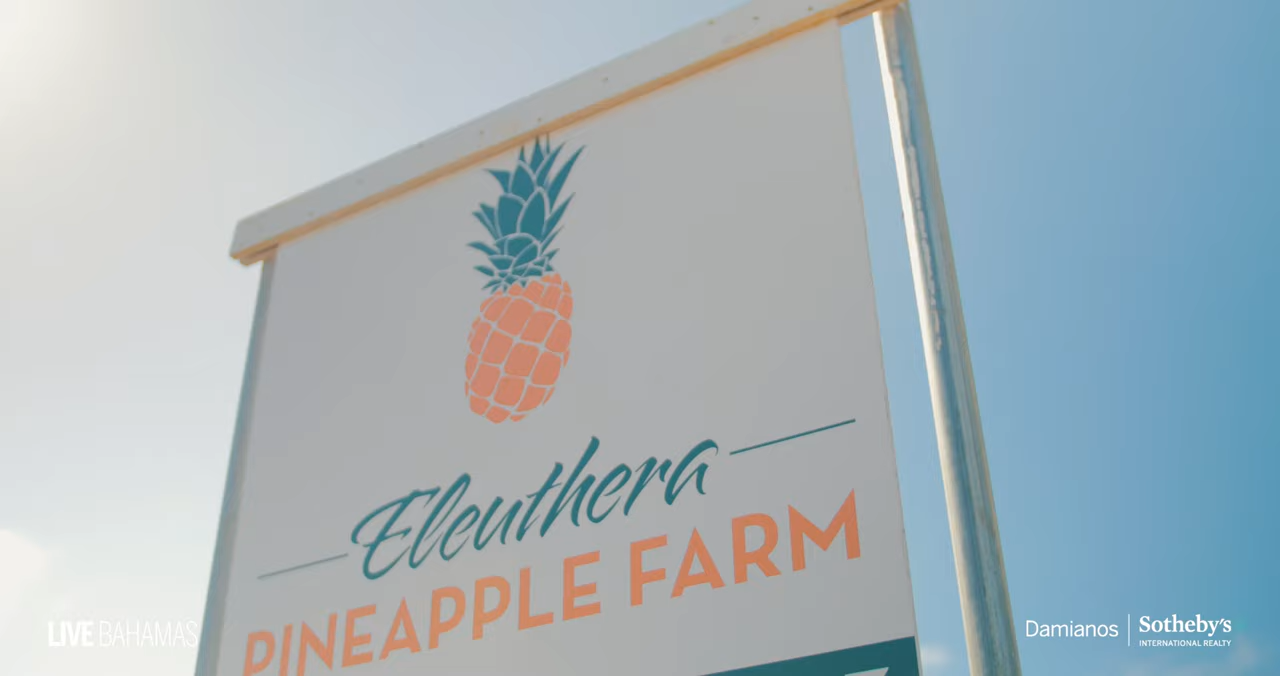 Eleuthera
PINEAPPLE FARM
LIVE BAHAMAS
Damianos
Sotheby's
INTERNATIONAL REALTY